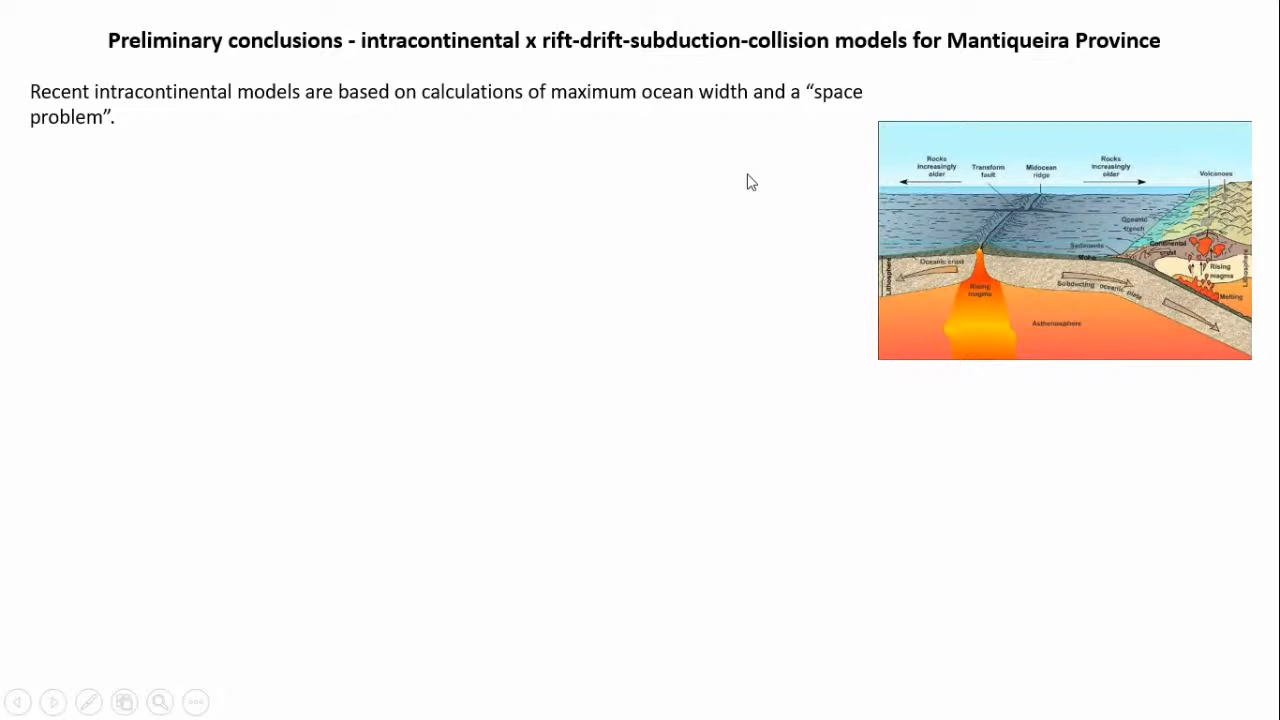 Preliminary conclusions - intracontinental x rift-drift-subduction-collision models for Mantiqueira Province
Recent intracontinental models are based on calculations of maximum ocean width and a “space
problem”.
Rocks
increasingly
older
Transform
fault
Midocean
ridge
Rocks
increasingly
older
Volcanoes
Oceanic
trench
Sediments
Moho
Continental
crust
Lithosphere
Oceanic crust
Rising
magma
Subducting oceanic plate
Rising
magma
Melting
Asthenosphere